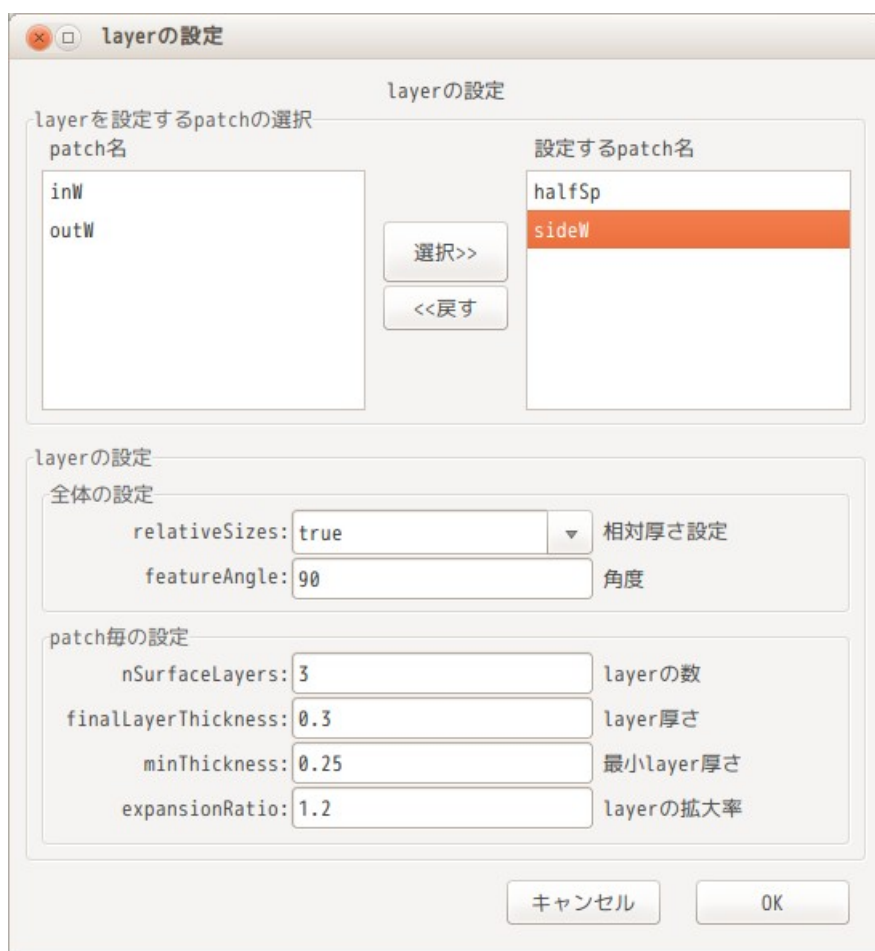 layerの設定
layerの設定
layerを設定するpatchの選択
patch名
設定するpatch名
inW
outW
選択>>
<<戻す
halfSp
sideW
layerの設定
全体の設定
relativeSizes: true 相対厚さ設定
featureAngle: 90 角度
patch毎の設定
nSurfaceLayers: 3 layerの数
finalLayerThickness: 0.3 layer厚さ
minThickness: 0.25 最小layer厚さ
expansionRatio: 1.2 layerの拡大率
キャンセル OK